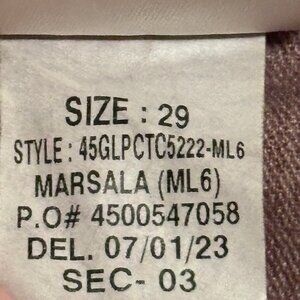 SIZE : 29
STYLE : 45GLPCTC5222-ML6
MARSALA (ML6)
P.O# 4500547058
DEL. 07/01/23
SEC- 03